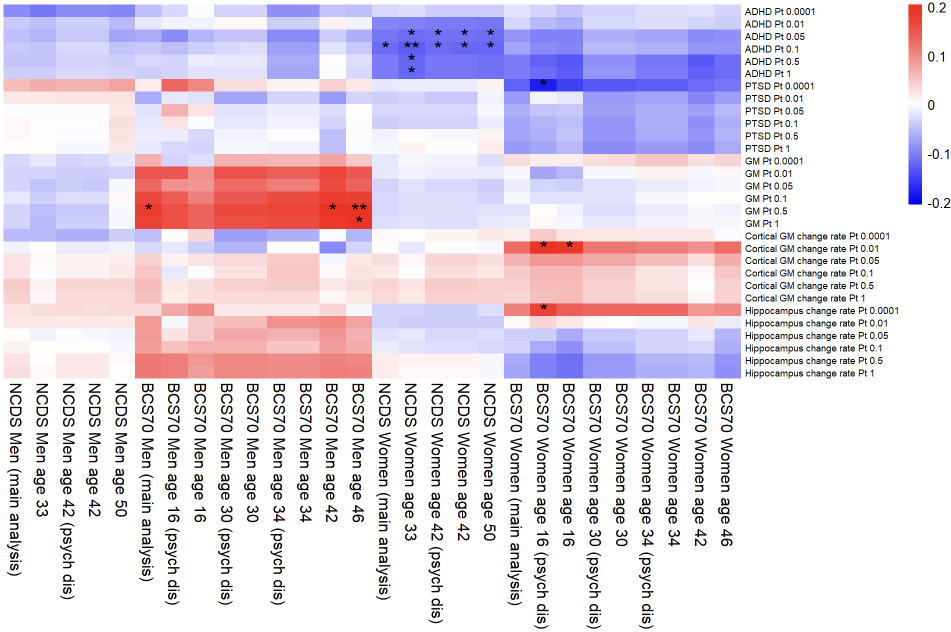 ADHD Pt 0.0001
ADHD Pt 0.01
ADHD Pt 0.05
ADHD Pt 0.1
ADHD Pt 0.5
ADHD Pt 1
PTSD Pt 0.0001
PTSD Pt 0.01
PTSD Pt 0.05
PTSD Pt 0.1
PTSD Pt 0.5
PTSD Pt 1
GM Pt 0.0001
GM Pt 0.01
GM Pt 0.05
GM Pt 0.1
GM Pt 0.5
GM Pt 1
Cortical GM change rate Pt 0.0001
Cortical GM change rate Pt 0.01
Cortical GM change rate Pt 0.05
Cortical GM change rate Pt 0.1
Cortical GM change rate Pt 0.5
Cortical GM change rate Pt 1
Hippocampus change rate Pt 0.0001
Hippocampus change rate Pt 0.01
Hippocampus change rate Pt 0.05
Hippocampus change rate Pt 0.1
Hippocampus change rate Pt 0.5
Hippocampus change rate Pt 1
0.2
0.1
0
-0.1
-0.2
* * * *
* ** * * *
*
*
*
* * **
*
* *
*
NCDS Men (main analysis)
NCDS Men age 33
NCDS Men age 42 (psych dis)
NCDS Men age 42
NCDS Men age 50
BCS70 Men (main analysis)
BCS70 Men age 16 (psych dis)
BCS70 Men age 16
BCS70 Men age 30 (psych dis)
BCS70 Men age 30
BCS70 Men age 34 (psych dis)
BCS70 Men age 34
BCS70 Men age 42
BCS70 Men age 46
NCDS Women (main analysis)
NCDS Women age 33
NCDS Women age 42 (psych dis)
NCDS Women age 42
NCDS Women age 50
BCS70 Women (main analysis)
BCS70 Women age 16 (psych dis)
BCS70 Women age 16
BCS70 Women age 30 (psych dis)
BCS70 Women age 30
BCS70 Women age 34 (psych dis)
BCS70 Women age 34
BCS70 Women age 42
BCS70 Women age 46